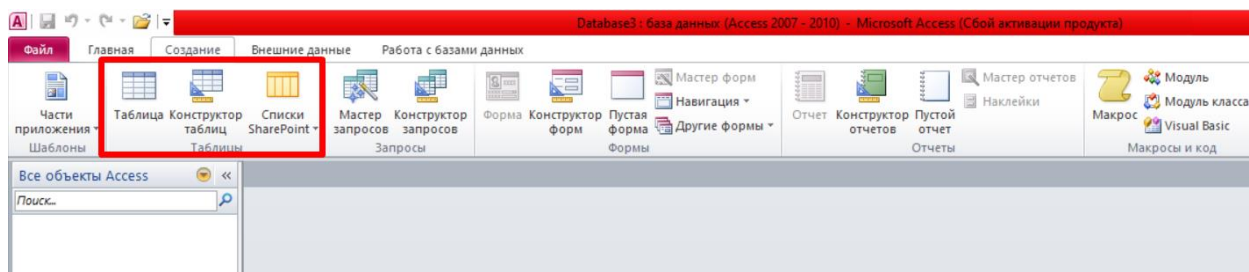 Database3 : база данных (Access 2007 - 2010) - Microsoft Access (Сбой активации продукта)
Файл Главная Создание Внешние данные Работа с базами данных
Части приложения
Таблица
Конструктор таблиц
Списки SharePoint
Мастер запросов
Конструктор запросов
Форма
Конструктор форм
Пустая форма
Мастер форм
Навигация
Другие формы
Отчет
Конструктор отчетов
Пустой отчет
Мастер отчетов
Наклейки
Макрос
Модуль
Модуль класса
Visual Basic
Шаблоны Таблицы Запросы Формы Отчеты Макросы и код
Все объекты Access
Поиск...